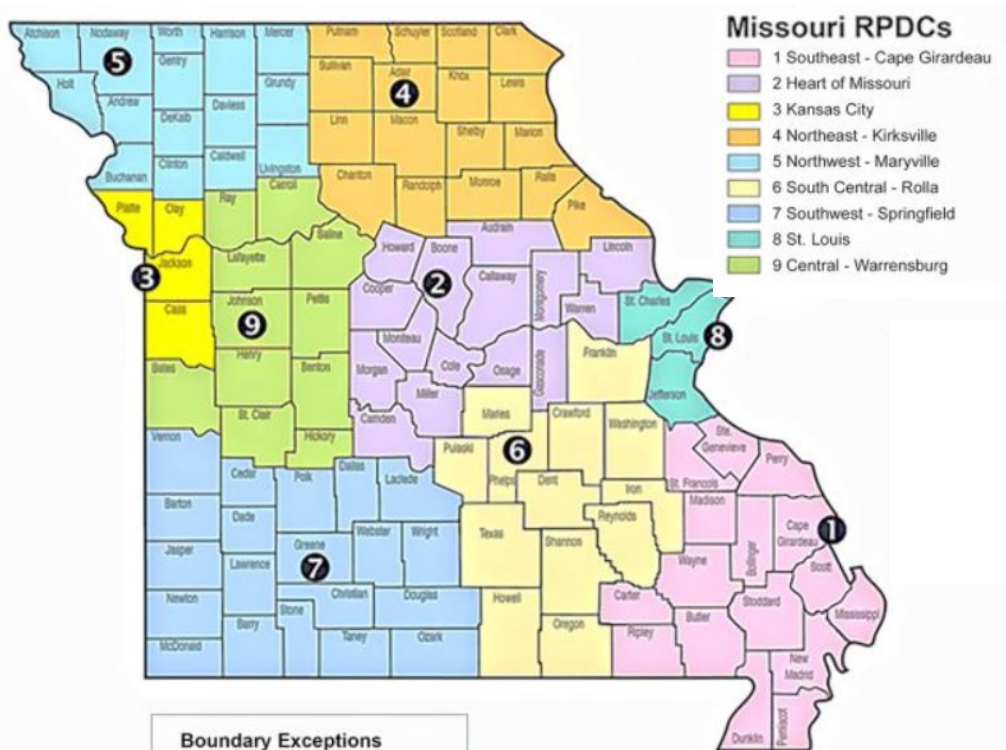 Missouri RPDCs
1 Southeast - Cape Girardeau
2 Heart of Missouri
3 Kansas City
4 Northeast - Kirksville
5 Northwest - Maryville
6 South Central - Rolla
7 Southwest - Springfield
8 St. Louis
9 Central - Warrensburg
Atchison
Nodaway
Worth
Harrison
Mercer
Putnam
Schuyler
Scotland
Clark
5
Gentry
Holt
Andrew
DeKalb
Daviess
Grundy
Sullivan
Adair
4
Knox
Lewis
Linn
Macon
Shelby
Marion
Buchanan
Clinton
Caldwell
Livingston
Chariton
Randolph
Monroe
Ralls
Pike
Platte
Clay
Ray
Carroll
Saline
Howard
Boone
Audrain
Lincoln
3
Jackson
Lafayette
Cooper
2
Callaway
Montgomery
Warren
St. Charles
St. Louis
8
Cass
Johnson
9
Pettis
Moniteau
Cole
Osage
Gasconade
Franklin
Jefferson
Bates
Henry
Benton
Morgan
Miller
Camden
Maries
Crawford
Washington
Ste.
Genevieve
Perry
St. Clair
Hickory
Pulaski
6
Phelps
Dent
Iron
St. Francois
Madison
Vernon
Cedar
Polk
Dallas
Laclede
Barton
Dade
Greene
Webster
Wright
Texas
Shannon
Reynolds
Wayne
Bollinger
Cape
Girardeau
1
Scott
Jasper
Lawrence
7
Christian
Douglas
Newton
Barry
Stone
Taney
Ozark
McDonald
Howell
Oregon
Carter
Ripley
Butler
Stoddard
Mississippi
New
Madrid
Dunklin
Pemiscot
Boundary Exceptions